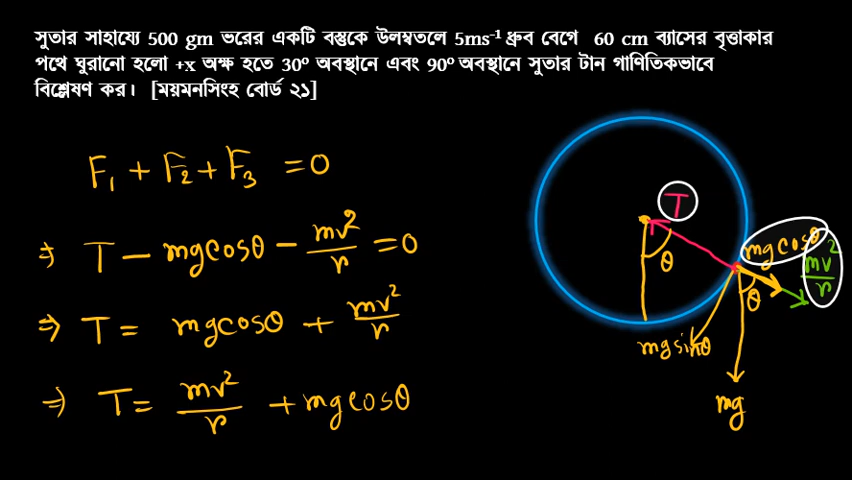 সুতার সাহায্যে 500 gm ভরের একটি বস্তুকে উলম্বতলে 5ms⁻¹ ধ্রুব বেগে 60 cm ব্যাসের বৃত্তাকার
পথে ঘুরানো হলো +x অক্ষ হতে 30° অবস্থানে এবং 90° অবস্থানে সুতার টান গাণিতিকভাবে
বিশ্লেষণ কর। [ময়মনসিংহ বোর্ড ২১]
F₁ + F₂ + F₃ = 0
⇒ T − mgcosθ − mv²/r = 0
⇒ T = mgcosθ + mv²/r
⇒ T = mv²/r + mgcosθ
T
θ
mgcosθ
mv²/r
θ
mgsinθ
mg